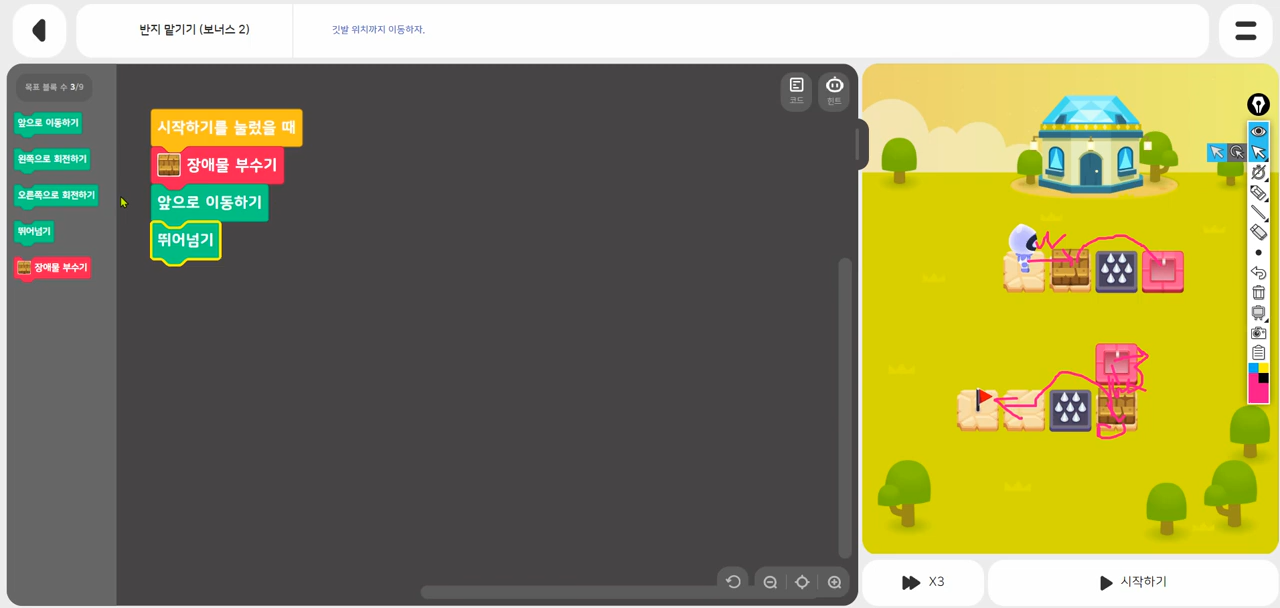 반지 맡기기 (보너스 2)
깃발 위치까지 이동하자.
목표 블록 수 3/9
앞으로 이동하기
왼쪽으로 회전하기
오른쪽으로 회전하기
뛰어넘기
장애물 부수기
시작하기를 눌렀을 때
장애물 부수기
앞으로 이동하기
뛰어넘기
코드
힌트
X3
시작하기